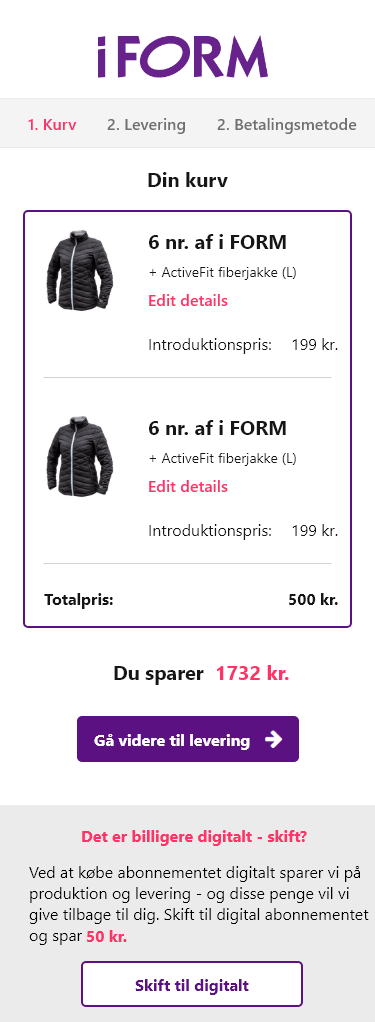 i FORM
1. Kurv 2. Levering 2. Betalingsmetode
Din kurv
6 nr. af i FORM
+ ActiveFit fiberjakke (L)
Edit details
Introduktionspris: 199 kr.
6 nr. af i FORM
+ ActiveFit fiberjakke (L)
Edit details
Introduktionspris: 199 kr.
Totalpris: 500 kr.
Du sparer 1732 kr.
Gå videre til levering
Det er billigere digitalt - skift?
Ved at købe abonnementet digitalt sparer vi på
produktion og levering - og disse penge vil vi
give tilbage til dig. Skift til digital abonnementet
og spar 50 kr.
Skift til digitalt